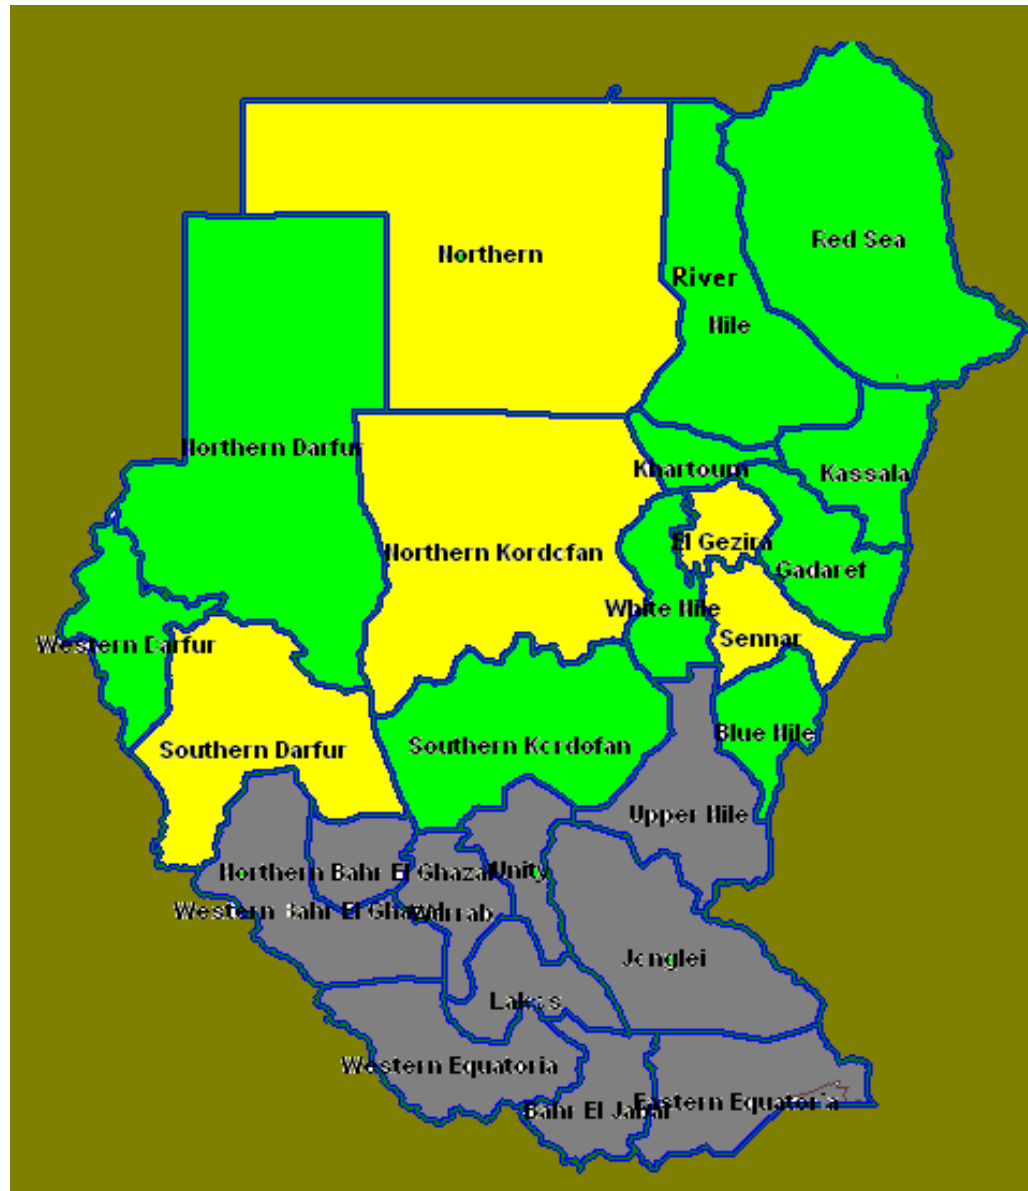 Red Sea
Northern
River
Nile
Northern Darfur
Khartoum
Kassala
Northern Kordofan
El Gezira
Gadaref
White Nile
Sennar
Western Darfur
Blue Nile
Southern Darfur
Southern Kordofan
Upper Nile
Northern Bahr El Ghazal
Unity
Western Bahr El Ghazal
Warrab
Jonglei
Lakes
Western Equatoria
Bahr El Jabal
Eastern Equatoria